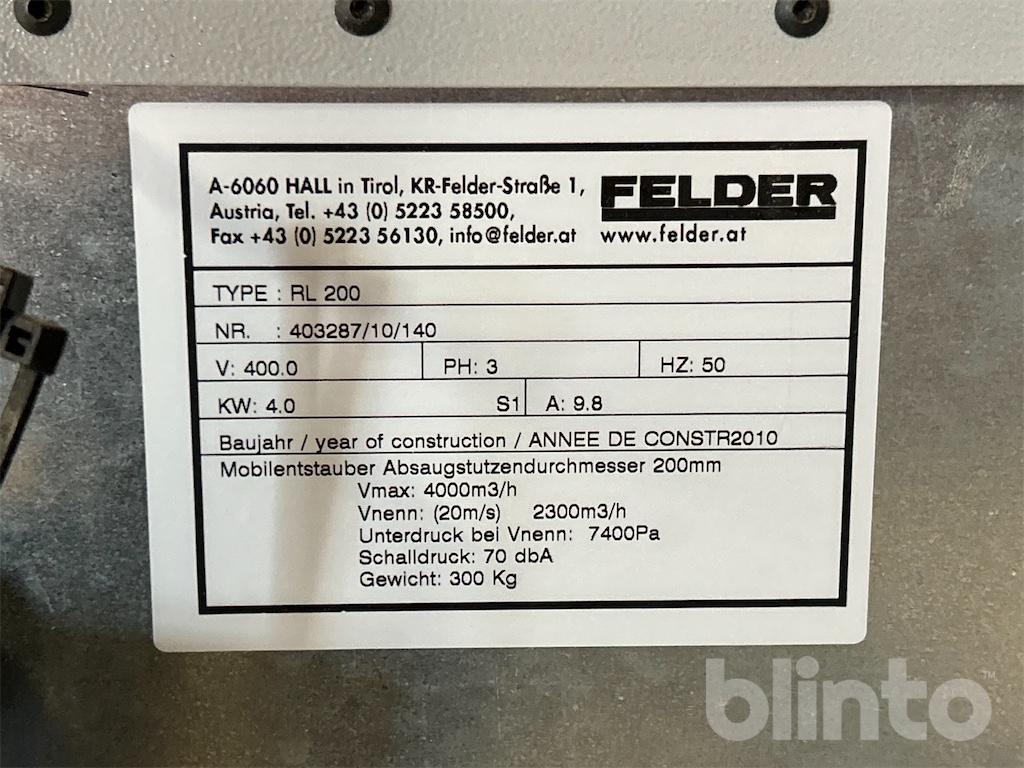 A-6060 HALL in Tirol, KR-Felder-Straße 1,
Austria, Tel. +43 (0) 5223 58500,
Fax +43 (0) 5223 56130, info@felder.at
FELDER
www.felder.at
TYPE : RL 200
NR. : 403287/10/140
V: 400.0 PH: 3 HZ: 50
KW: 4.0 S1 A: 9.8
Baujahr / year of construction / ANNEE DE CONSTR2010
Mobilentstauber Absaugstutzendurchmesser 200mm
Vmax: 4000m3/h
Vnenn: (20m/s) 2300m3/h
Unterdruck bei Vnenn: 7400Pa
Schalldruck: 70 dbA
Gewicht: 300 Kg
blinto™